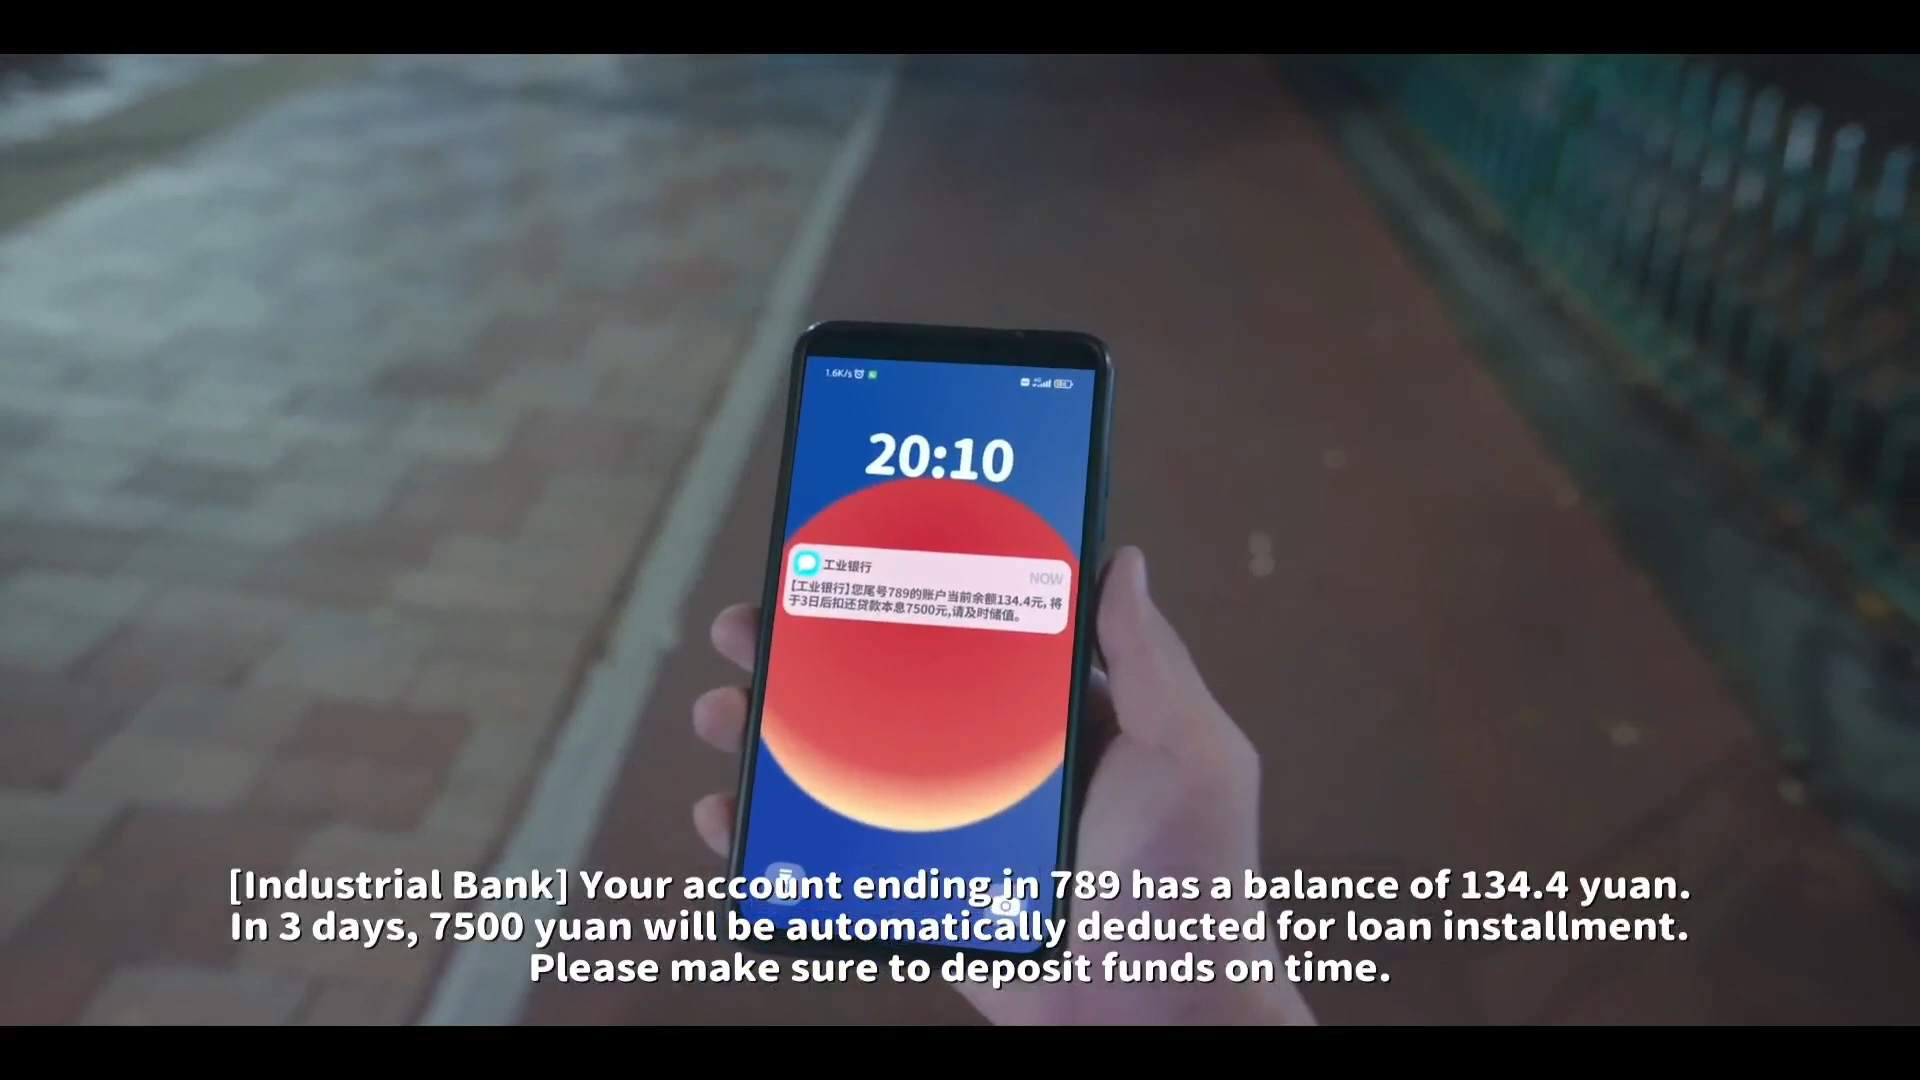 1.6K/s
20:10
工业银行
NOW
【工业银行】您尾号789的账户当前余额134.4元, 将
于3日后扣还贷款本息7500元,请及时储值。
[Industrial Bank] Your account ending in 789 has a balance of 134.4 yuan.
In 3 days, 7500 yuan will be automatically deducted for loan installment.
Please make sure to deposit funds on time.